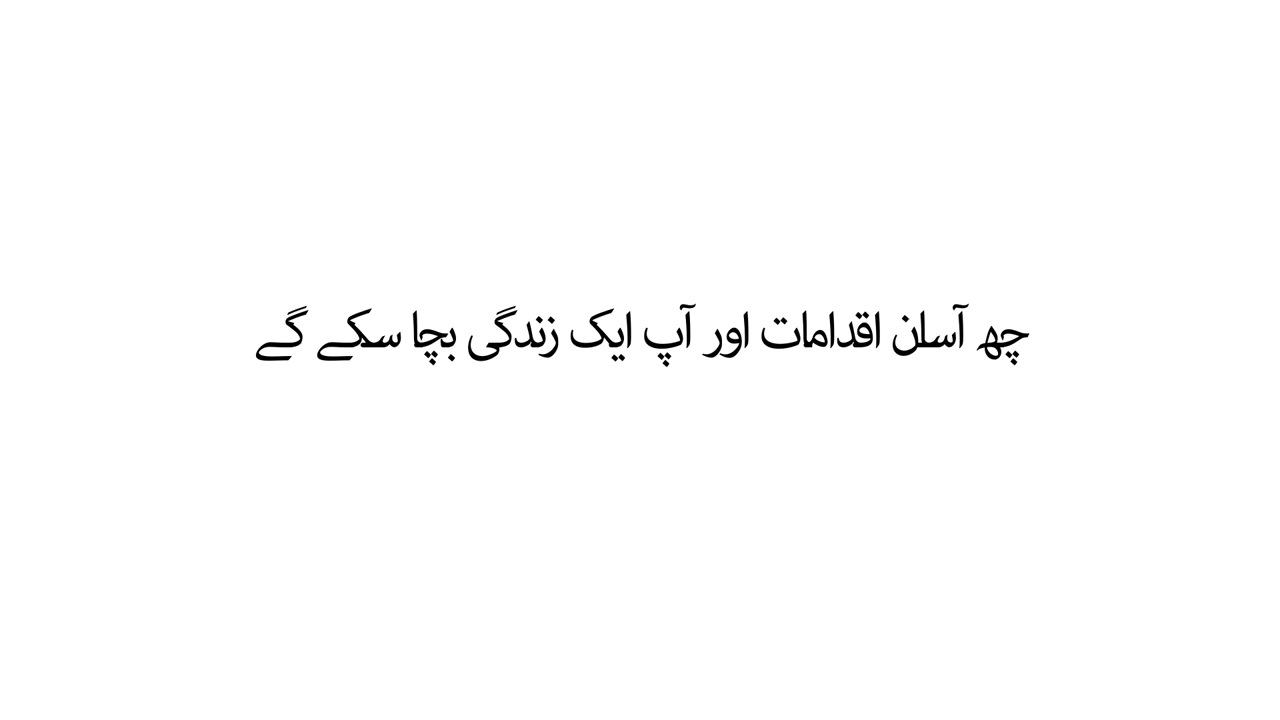 چھ آسان اقدامات اور آپ ایک زندگی بچا سکے گے